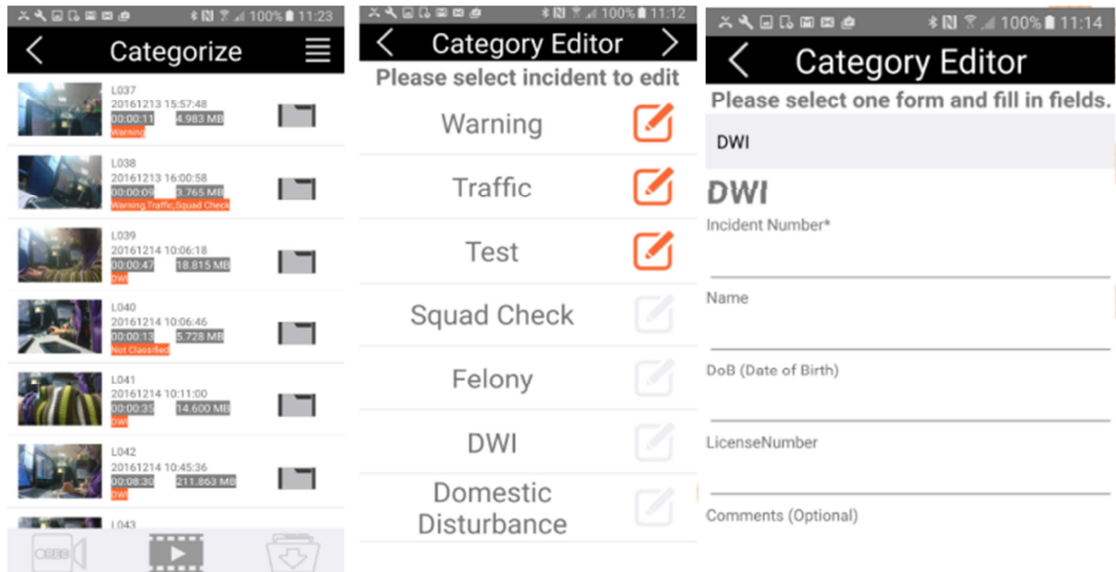 100% 11:23
Categorize
L037
20161213 15:57:48
00:00:11 4.983 MB
Warning
L038
20161213 16:00:58
00:00:09 3.765 MB
Warning,Traffic,Squad Check
L039
20161214 10:06:18
00:00:47 18.815 MB
DWI
L040
20161214 10:06:46
00:00:13 5.728 MB
Not Classified
L041
20161214 10:11:00
00:00:35 14.600 MB
DWI
L042
20161214 10:45:36
00:08:30 211.863 MB
DWI
L043
REC
100% 11:12
Category Editor
Please select incident to edit
Warning
Traffic
Test
Squad Check
Felony
DWI
Domestic
Disturbance
100% 11:14
Category Editor
Please select one form and fill in fields.
DWI
DWI
Incident Number*
Name
DoB (Date of Birth)
LicenseNumber
Comments (Optional)